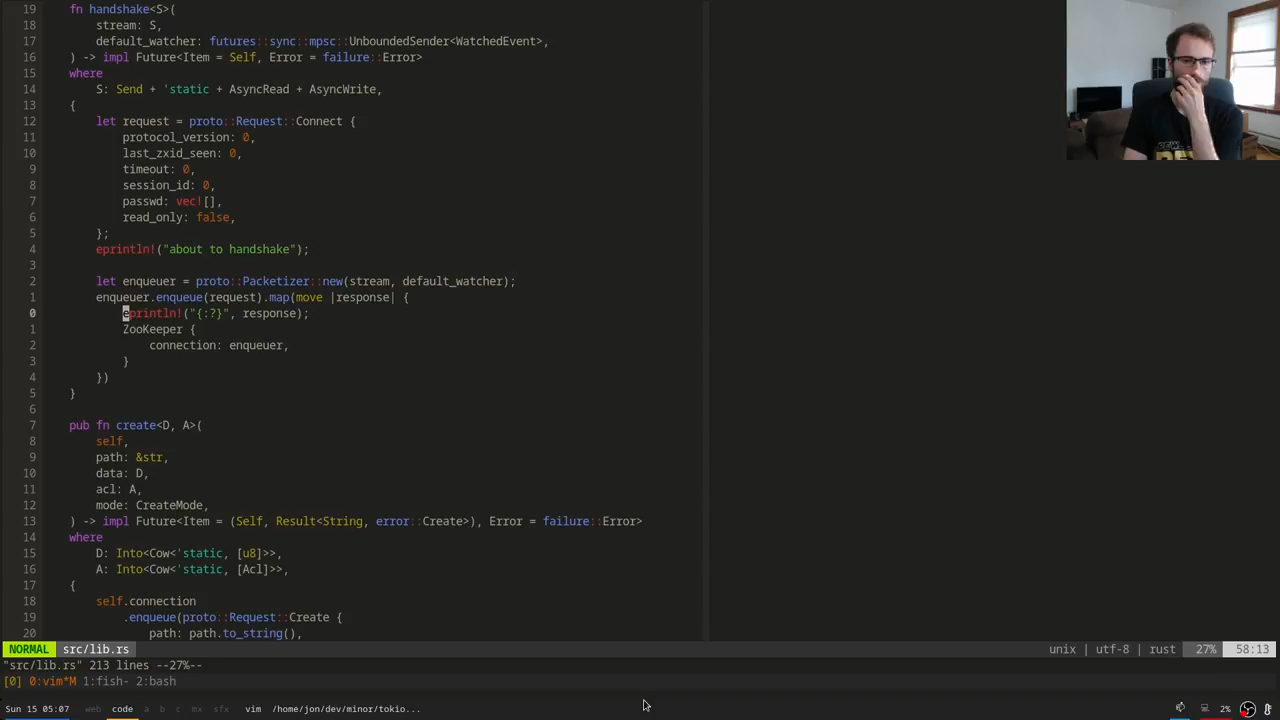 19 fn handshake<S>(
18 stream: S,
17 default_watcher: futures::sync::mpsc::UnboundedSender<WatchedEvent>,
16 ) -> impl Future<Item = Self, Error = failure::Error>
15 where
14 S: Send + 'static + AsyncRead + AsyncWrite,
13 {
12 let request = proto::Request::Connect {
11 protocol_version: 0,
10 last_zxid_seen: 0,
9 timeout: 0,
8 session_id: 0,
7 passwd: vec![],
6 read_only: false,
5 };
4 eprintln!("about to handshake");
3
2 let enqueuer = proto::Packetizer::new(stream, default_watcher);
1 enqueuer.enqueue(request).map(move |response| {
0 eprintln!("{:?}", response);
1 ZooKeeper {
2 connection: enqueuer,
3 }
4 })
5 }
6
7 pub fn create<D, A>(
8 self,
9 path: &str,
10 data: D,
11 acl: A,
12 mode: CreateMode,
13 ) -> impl Future<Item = (Self, Result<String, error::Create>), Error = failure::Error>
14 where
15 D: Into<Cow<'static, [u8]>>,
16 A: Into<Cow<'static, [Acl]>>,
17 {
18 self.connection
19 .enqueue(proto::Request::Create {
20 path: path.to_string(),
NORMAL src/lib.rs unix | utf-8 | rust 27% 58:13
"src/lib.rs" 213 lines --27%--
[0] 0:vim*M 1:fish- 2:bash
Sun 15 05:07 web code a b c mx sfx vim /home/jon/dev/minor/tokio... 2%